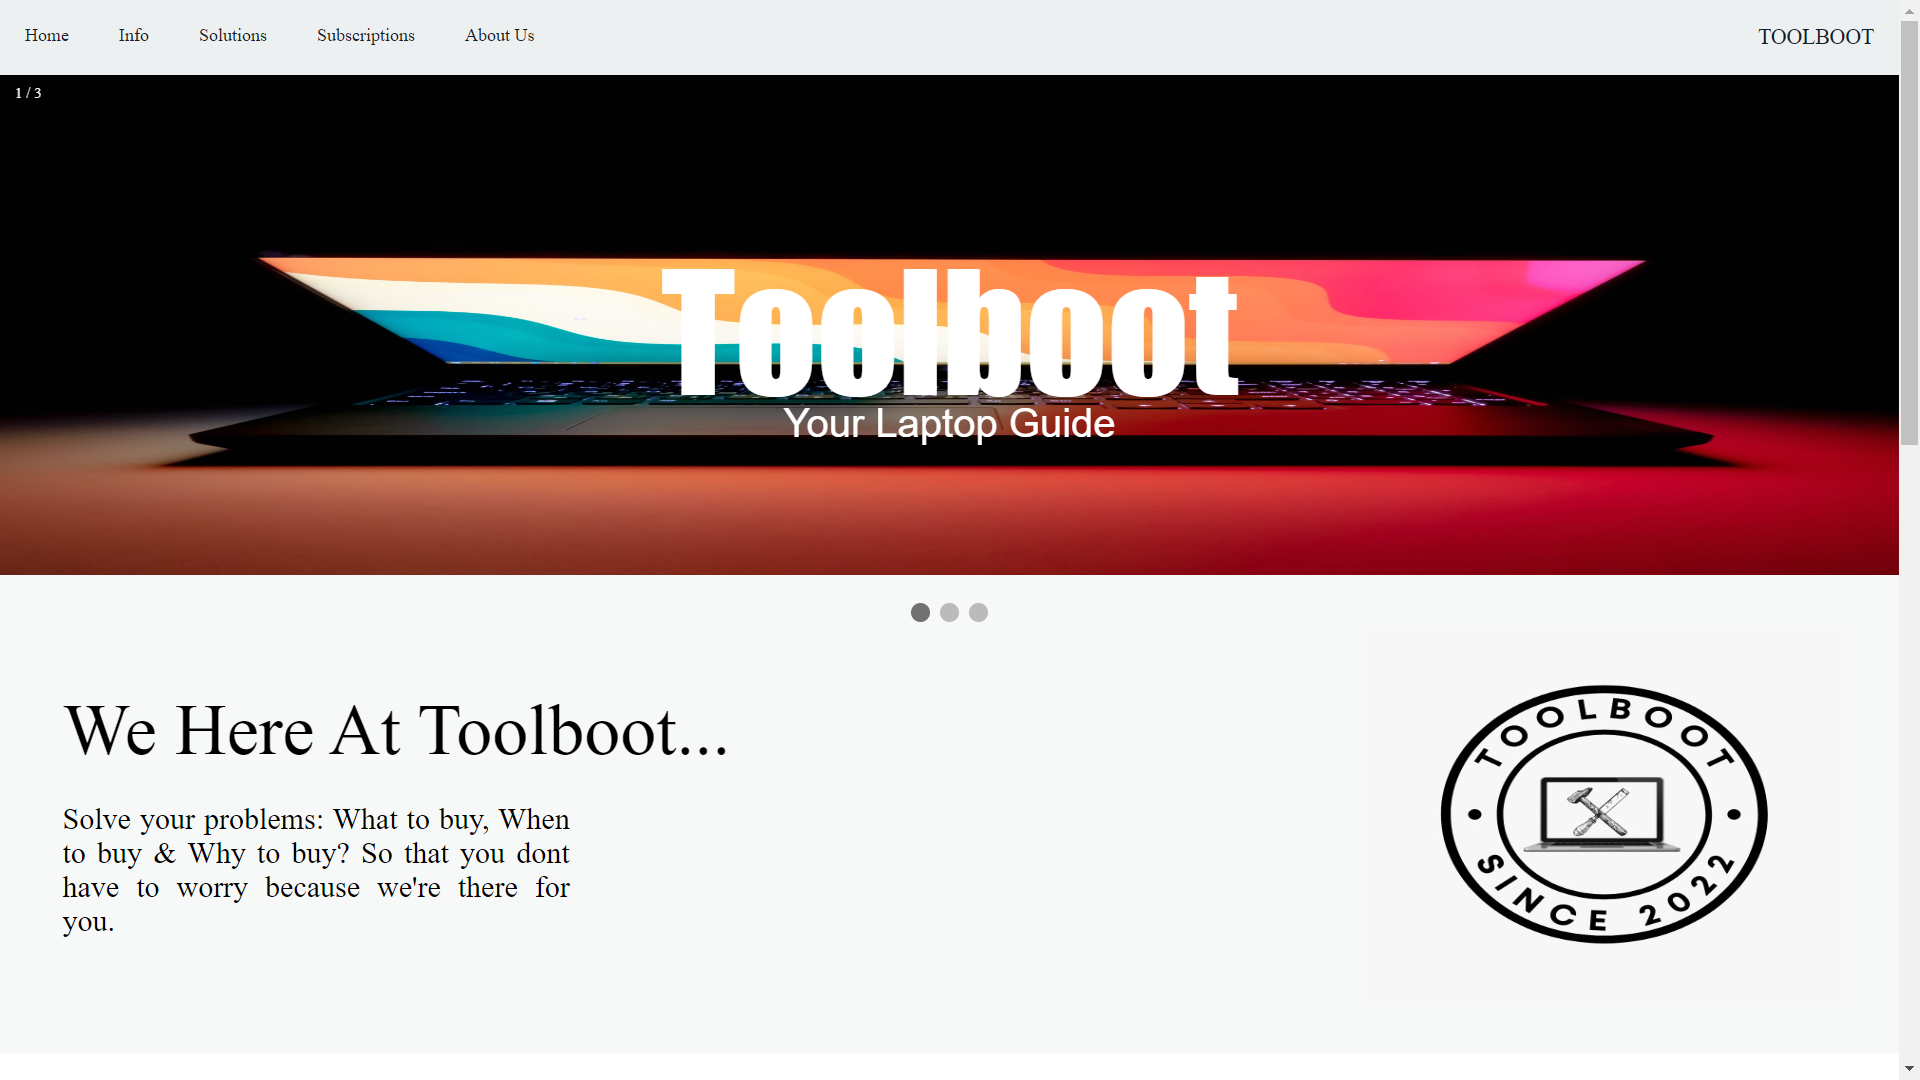 Home
Info
Solutions
Subscriptions
About Us
TOOLBOOT
1 / 3
Toolboot
Your Laptop Guide
We Here At Toolboot...
Solve your problems: What to buy, When
to buy & Why to buy? So that you dont
have to worry because we're there for
you.
TOOLBOOT
SINCE 2022